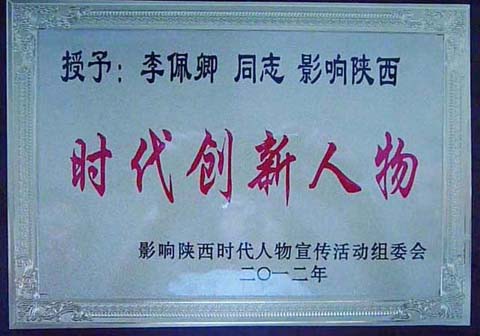 授予：李佩卿 同志 影响陕西
时代创新人物
影响陕西时代人物宣传活动组委会
二〇一二年